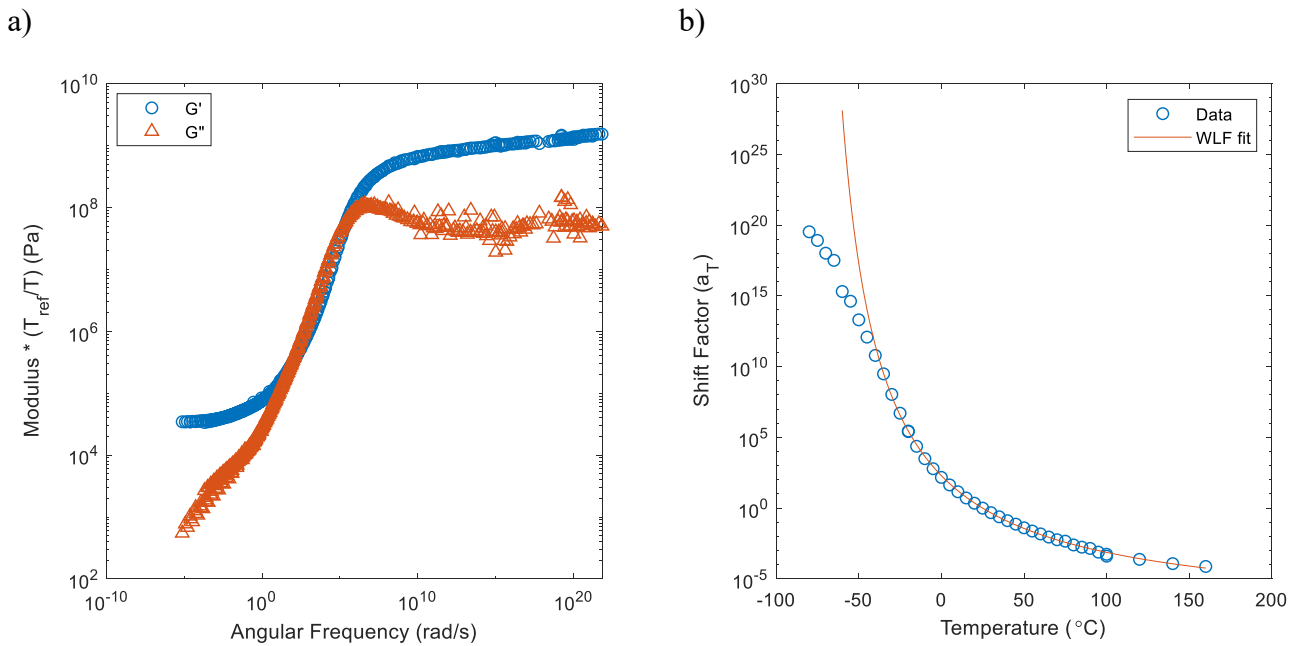 a)
b)
10^10
10^8
10^6
10^4
10^2
10^-10
10^0
10^10
10^20
Modulus * (T_ref/T) (Pa)
Angular Frequency (rad/s)
G'
G"
10^30
10^25
10^20
10^15
10^10
10^5
10^0
10^-5
-100
-50
0
50
100
150
200
Shift Factor (a_T)
Temperature (°C)
Data
WLF fit